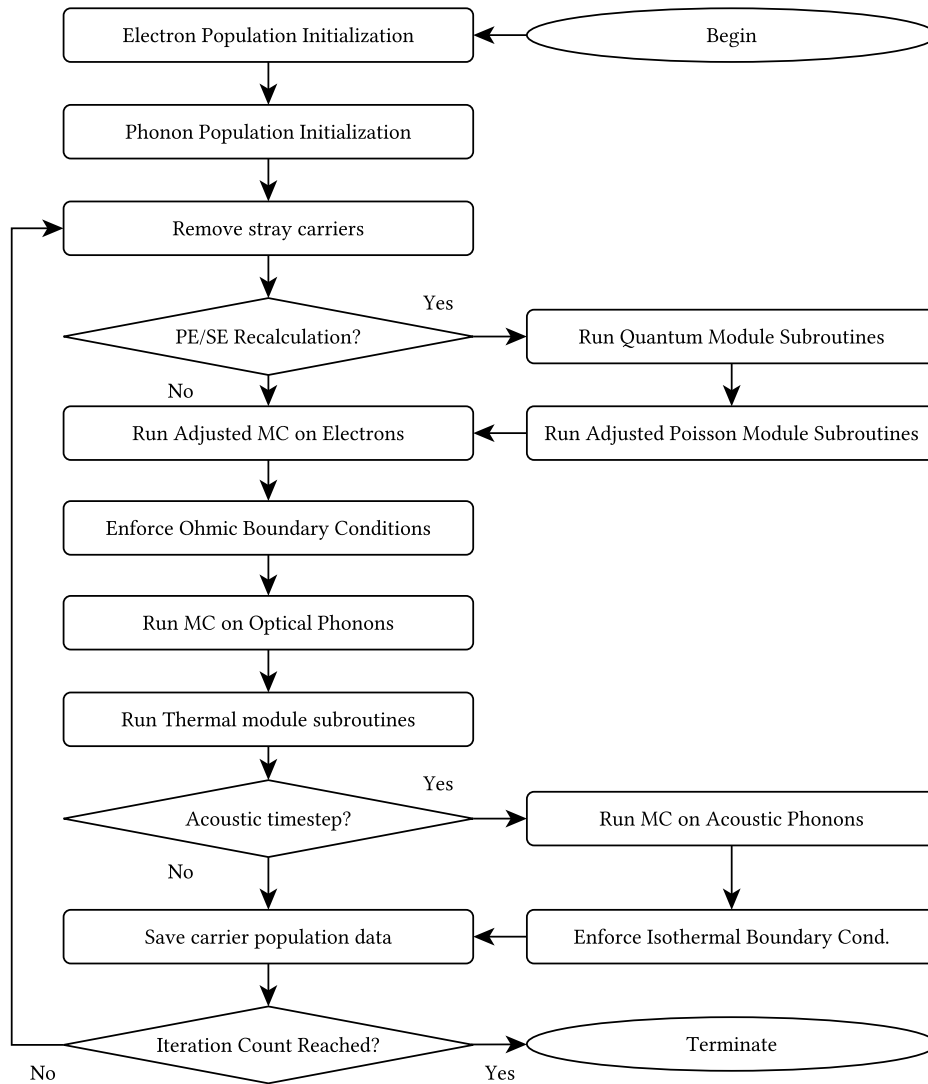 Electron Population Initialization
Begin
Phonon Population Initialization
Remove stray carriers
Yes
PE/SE Recalculation?
Run Quantum Module Subroutines
No
Run Adjusted MC on Electrons
Run Adjusted Poisson Module Subroutines
Enforce Ohmic Boundary Conditions
Run MC on Optical Phonons
Run Thermal module subroutines
Yes
Acoustic timestep?
Run MC on Acoustic Phonons
No
Save carrier population data
Enforce Isothermal Boundary Cond.
Iteration Count Reached?
Terminate
No
Yes